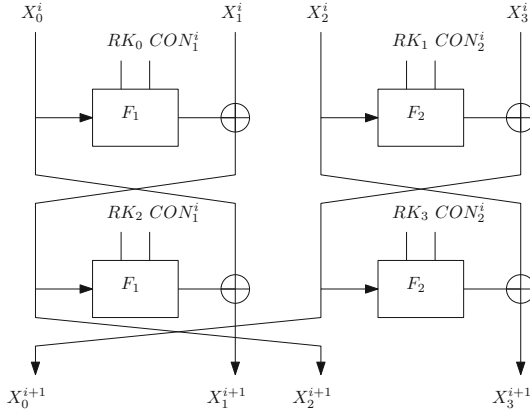 $X_0^i$ $X_1^i$ $X_2^i$ $X_3^i$
$RK_0$ $CON_1^i$ $RK_1$ $CON_2^i$
$F_1$ $F_2$
$RK_2$ $CON_1^i$ $RK_3$ $CON_2^i$
$F_1$ $F_2$
$X_0^{i+1}$ $X_1^{i+1}$ $X_2^{i+1}$ $X_3^{i+1}$